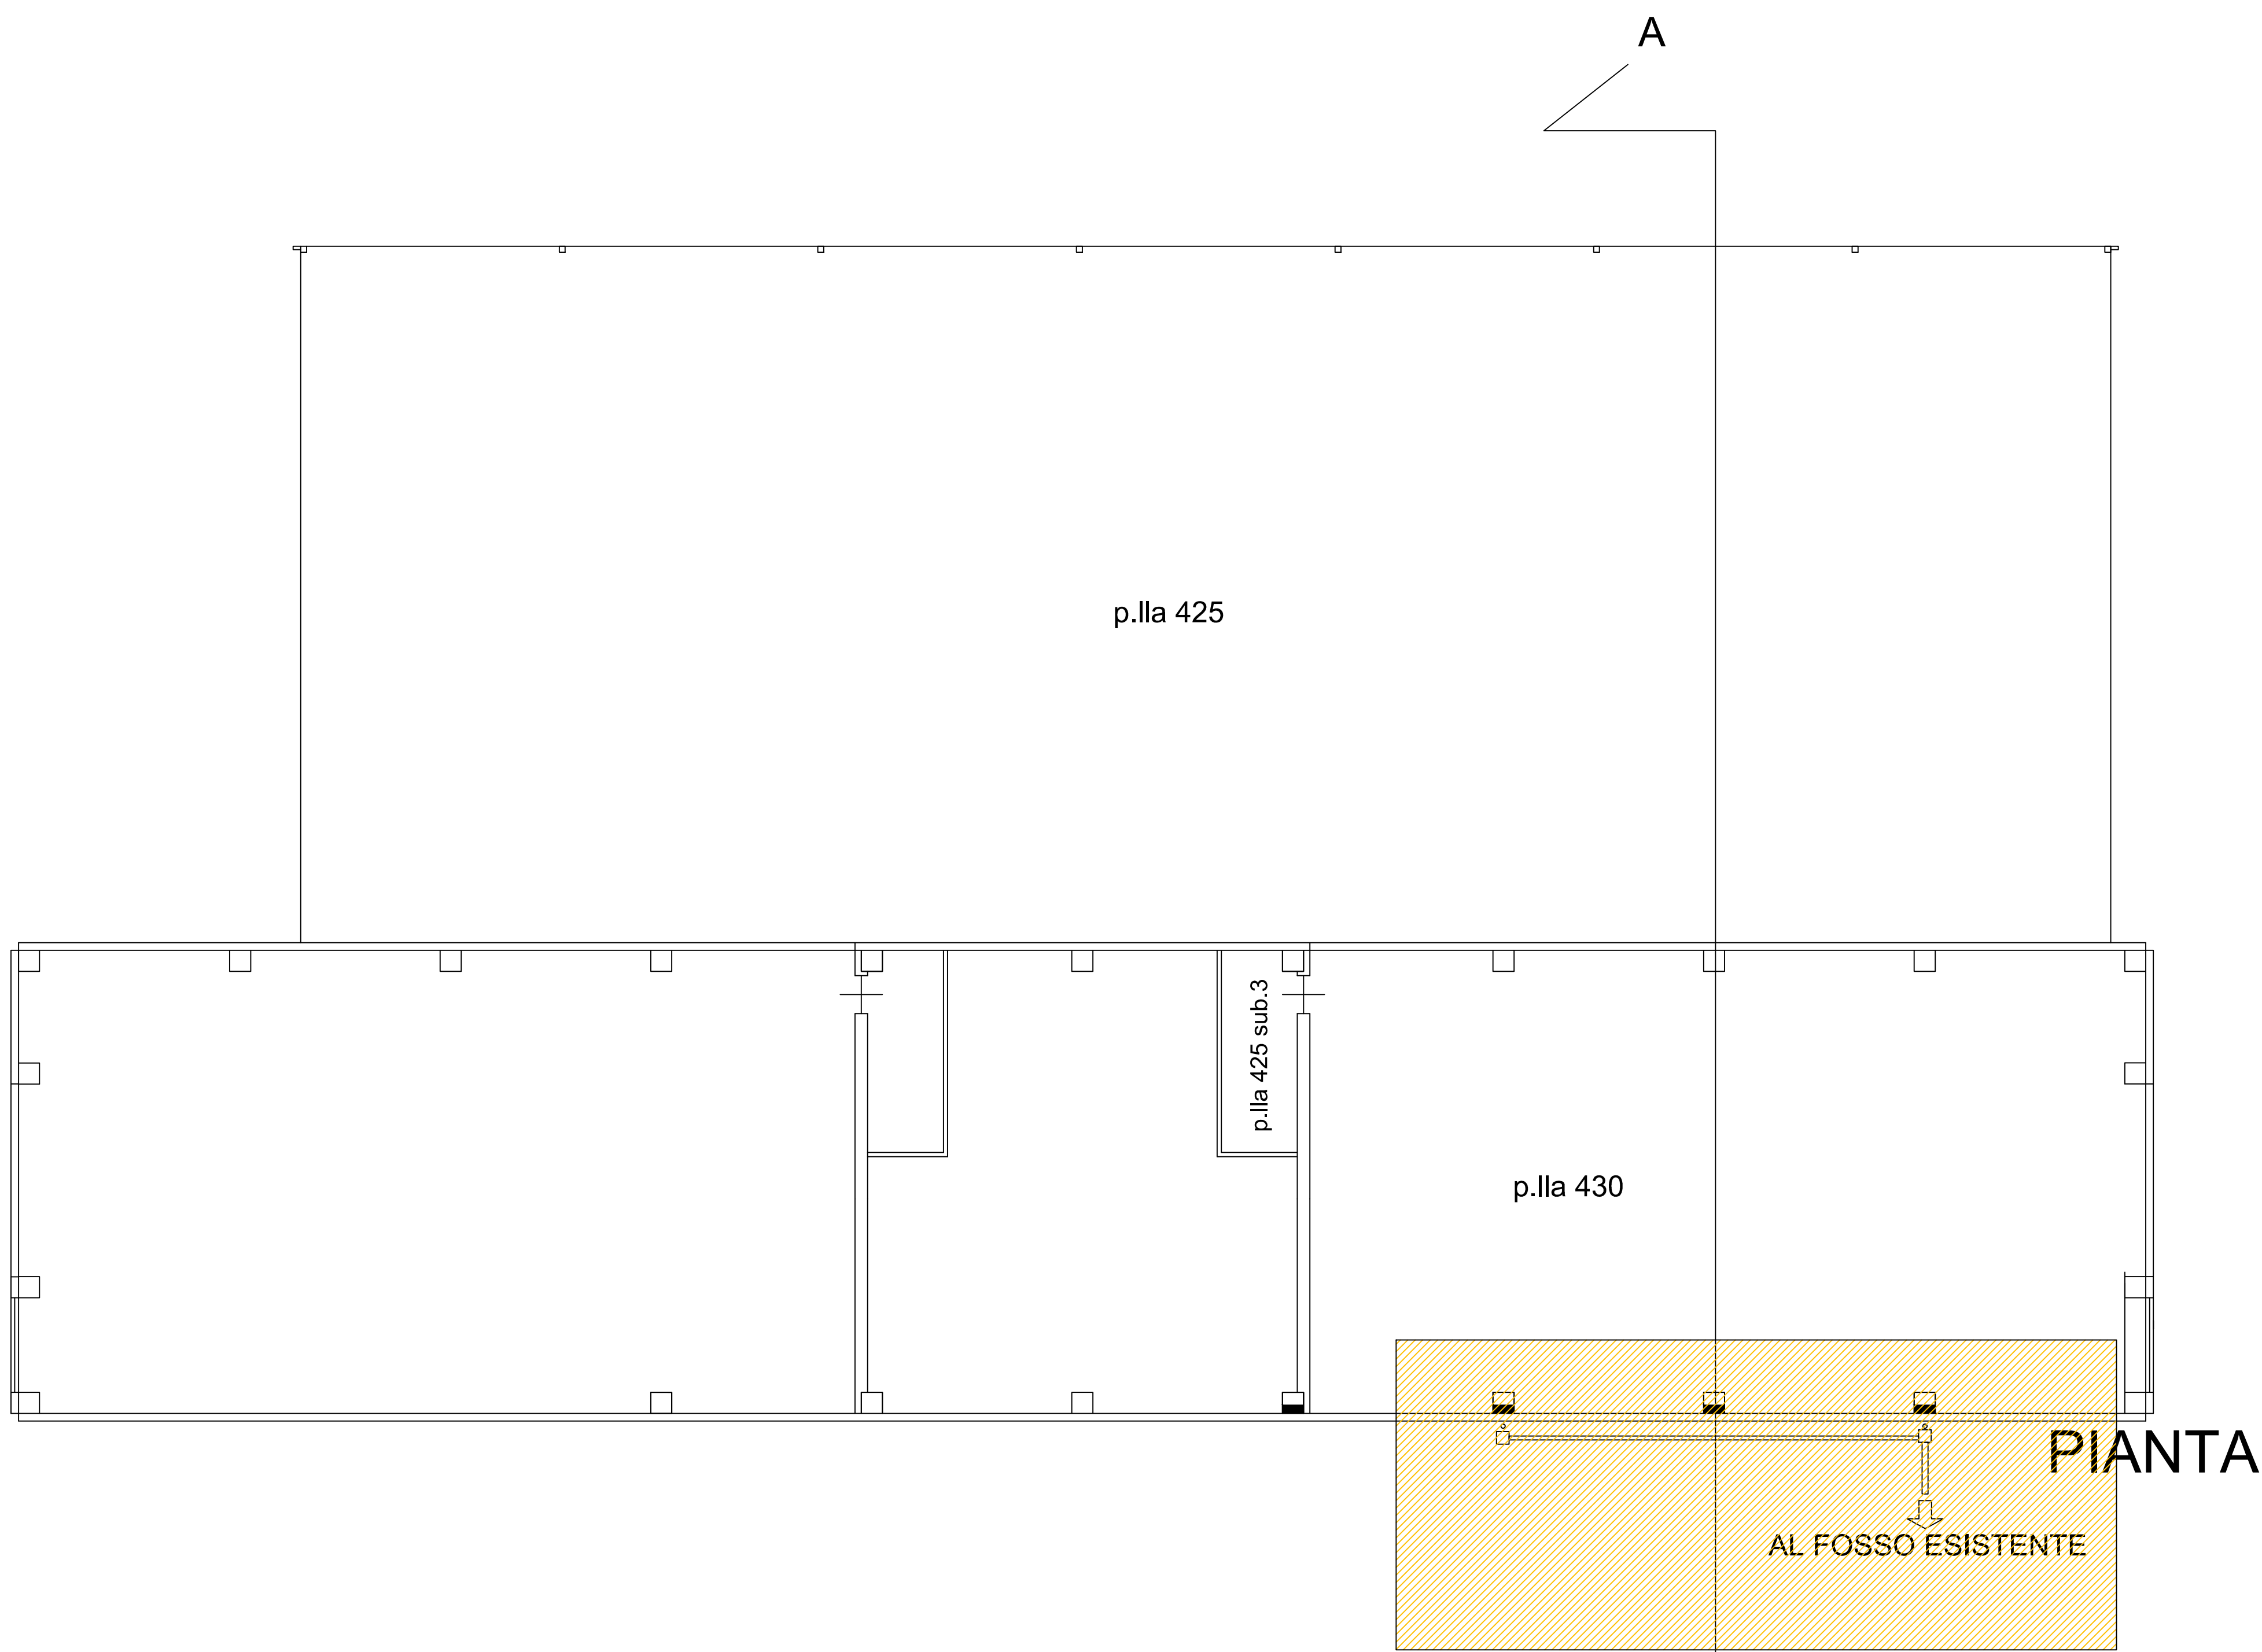 A
p.lla 425
p.lla 425 sub.3
p.lla 430
PIANTA
AL FOSSO ESISTENTE